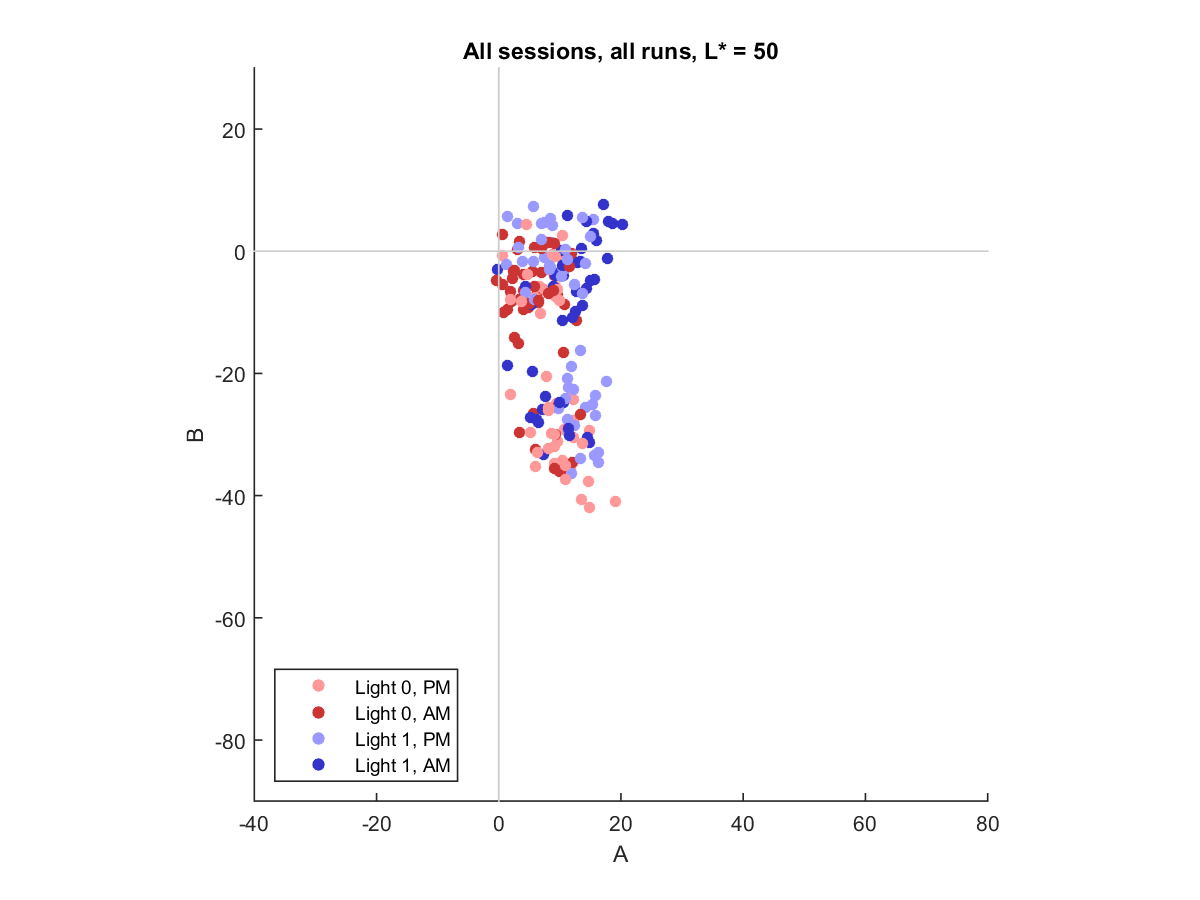 All sessions, all runs, L* = 50
20
0
-20
-40
-60
-80
B
Light 0, PM
Light 0, AM
Light 1, PM
Light 1, AM
-40 -20 0 20 40 60 80
A